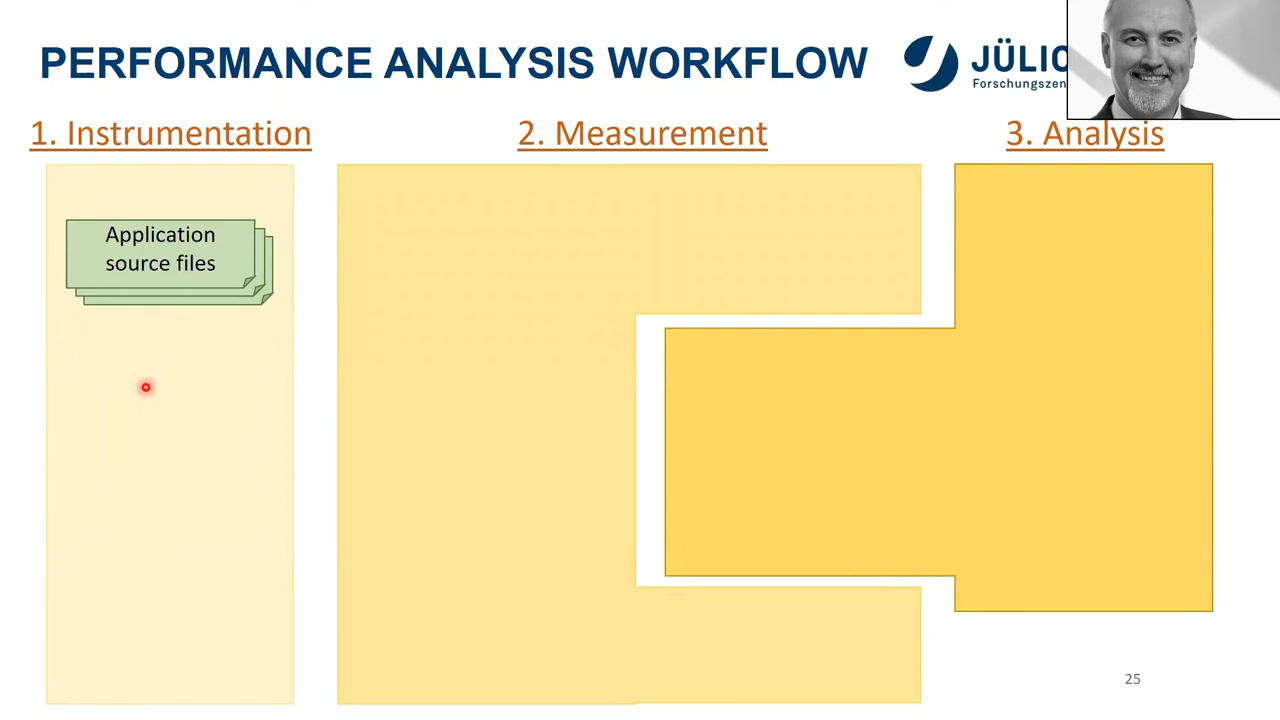 PERFORMANCE ANALYSIS WORKFLOW
JÜLIC
Forschungszen
1. Instrumentation
2. Measurement
3. Analysis
Application
source files
25